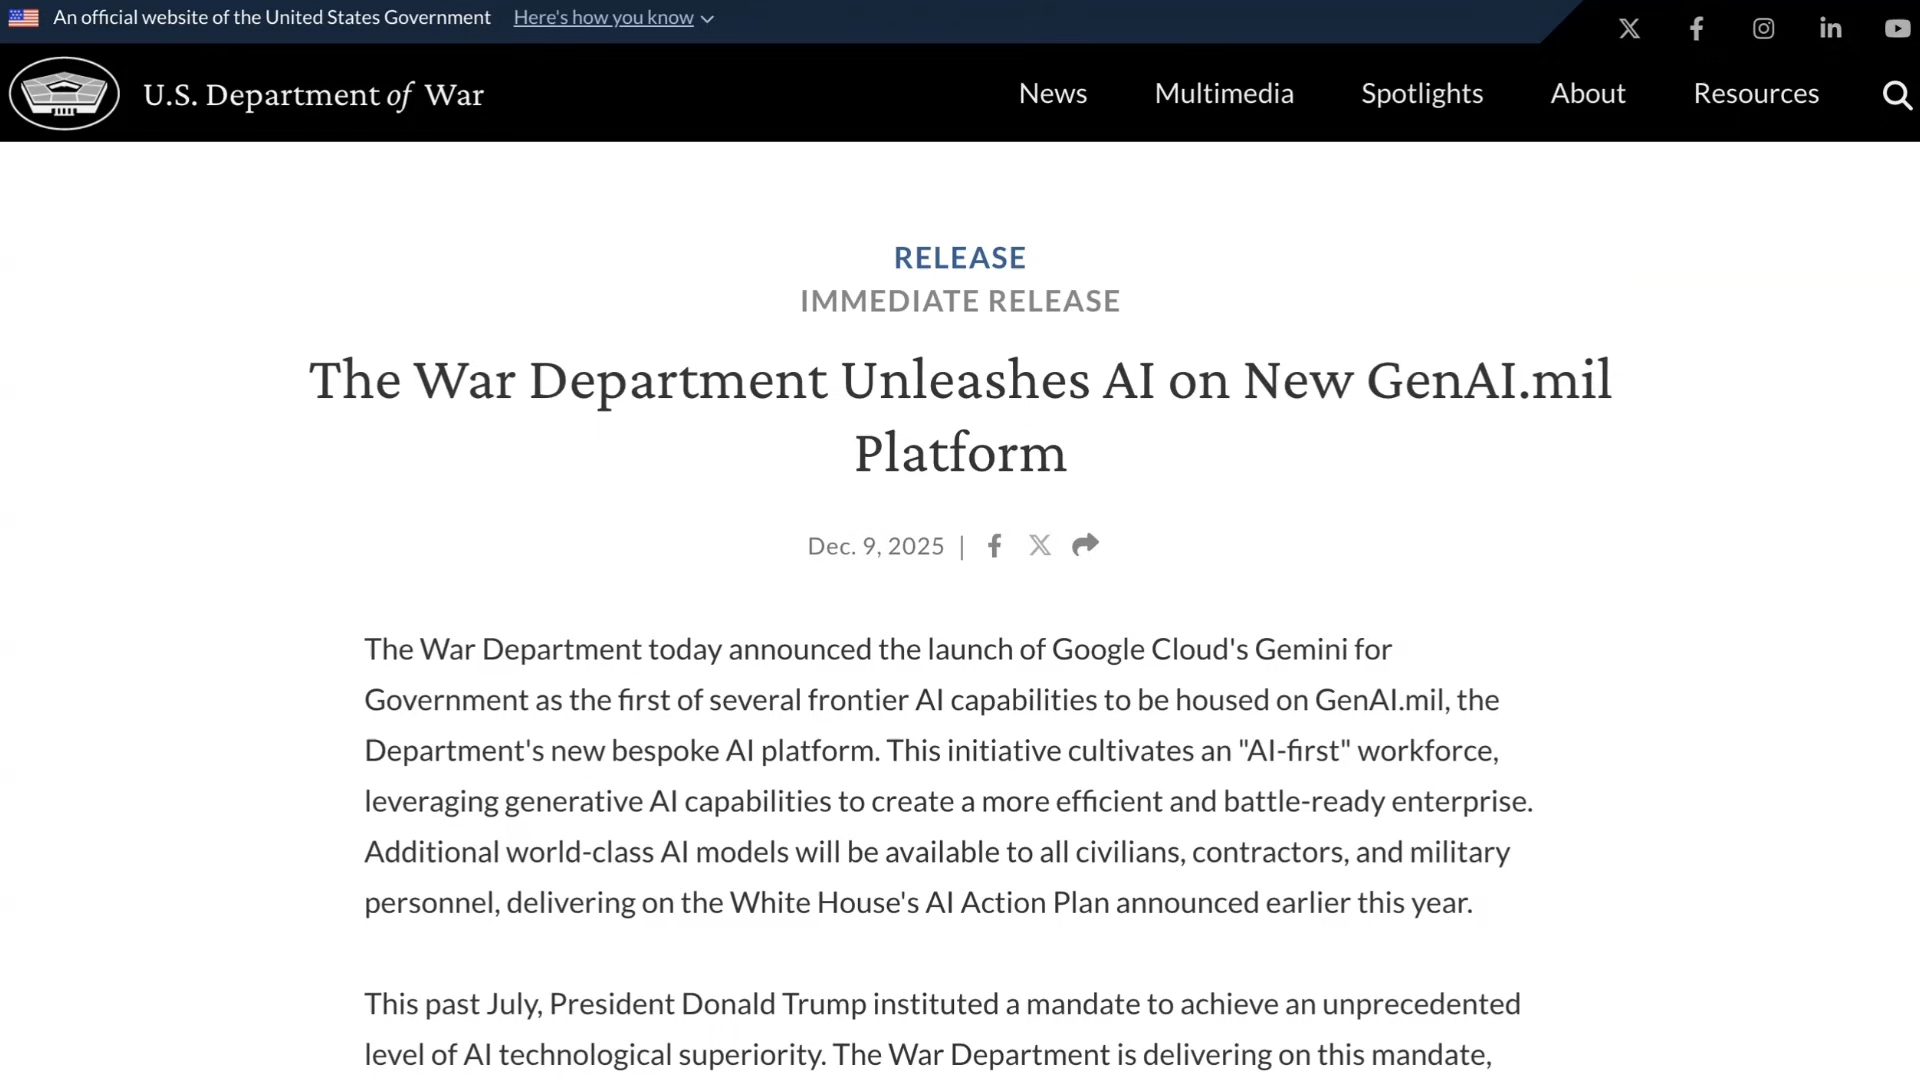 An official website of the United States Government Here's how you know
U.S. Department of War
News Multimedia Spotlights About Resources
RELEASE
IMMEDIATE RELEASE
The War Department Unleashes AI on New GenAI.mil
Platform
Dec. 9, 2025 |
The War Department today announced the launch of Google Cloud's Gemini for
Government as the first of several frontier AI capabilities to be housed on GenAI.mil, the
Department's new bespoke AI platform. This initiative cultivates an "AI-first" workforce,
leveraging generative AI capabilities to create a more efficient and battle-ready enterprise.
Additional world-class AI models will be available to all civilians, contractors, and military
personnel, delivering on the White House's AI Action Plan announced earlier this year.
This past July, President Donald Trump instituted a mandate to achieve an unprecedented
level of AI technological superiority. The War Department is delivering on this mandate,